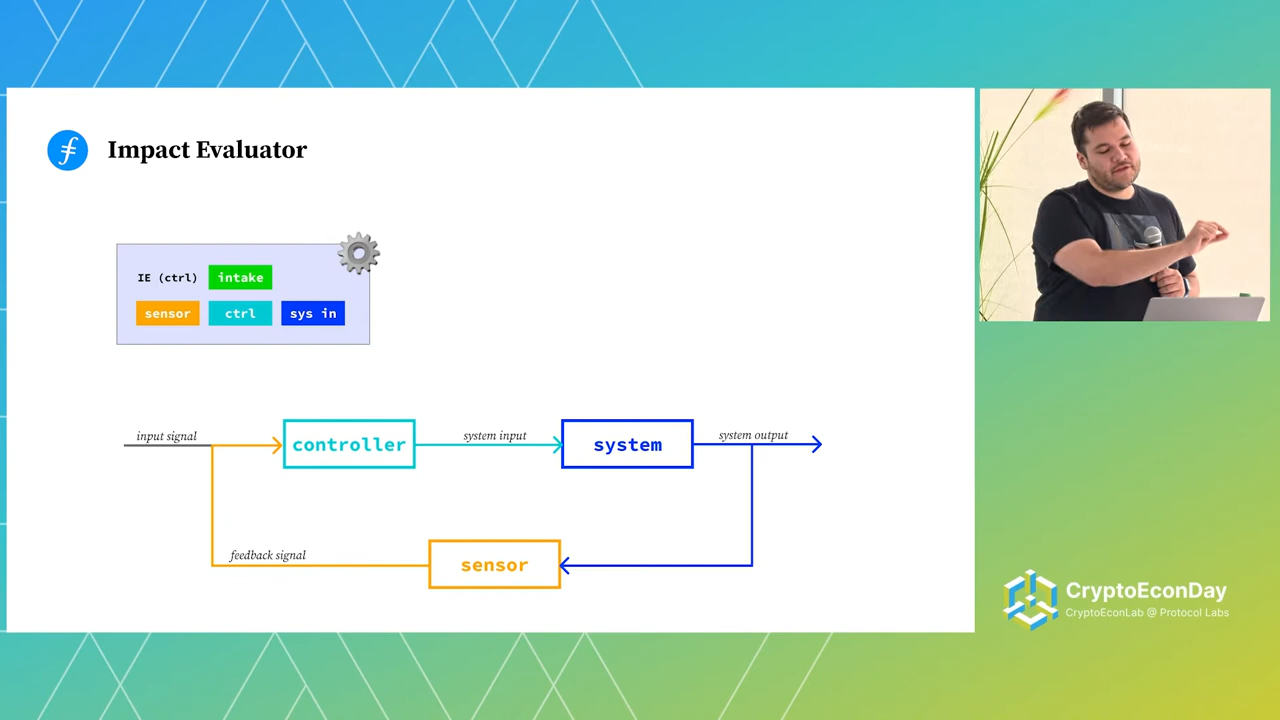 Impact Evaluator
IE (ctrl) intake
sensor ctrl sys in
input signal
controller
system input
system
system output
feedback signal
sensor
CryptoEconDay
CryptoEconLab @ Protocol Labs